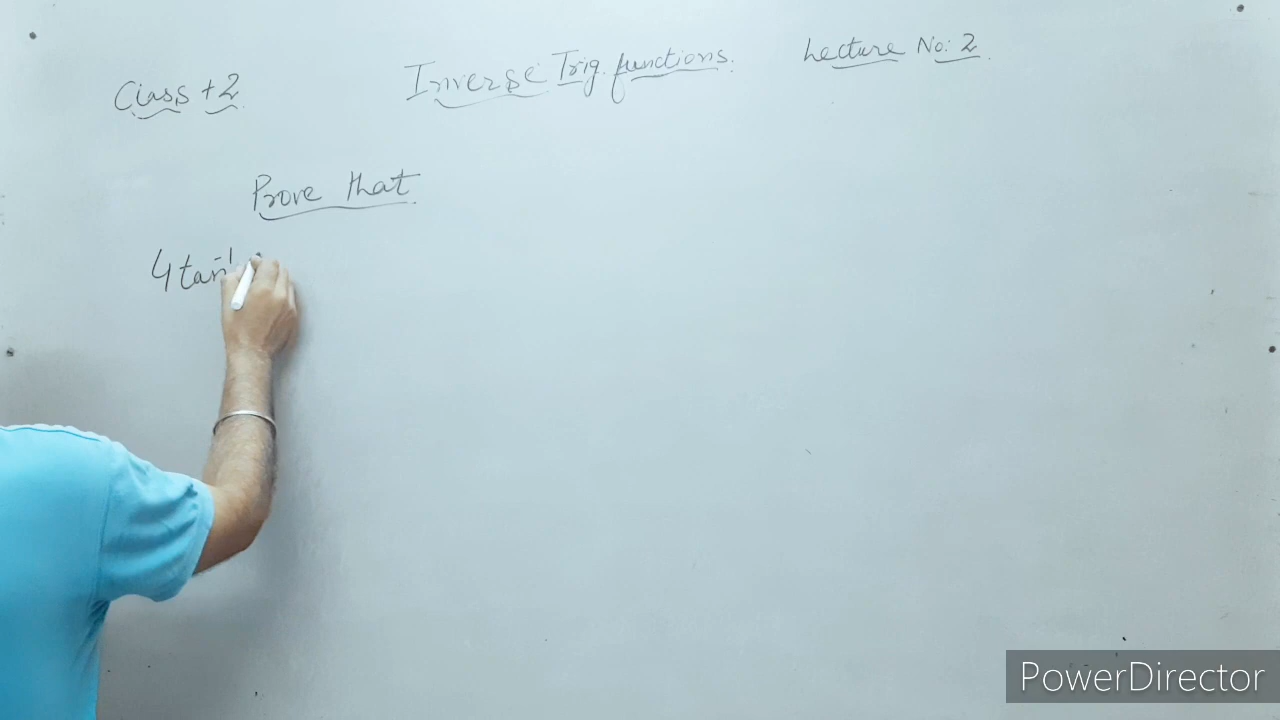 Class +2
Inverse Trig. functions.
Lecture No: 2.
Prove that
4 tan⁻¹
PowerDirector